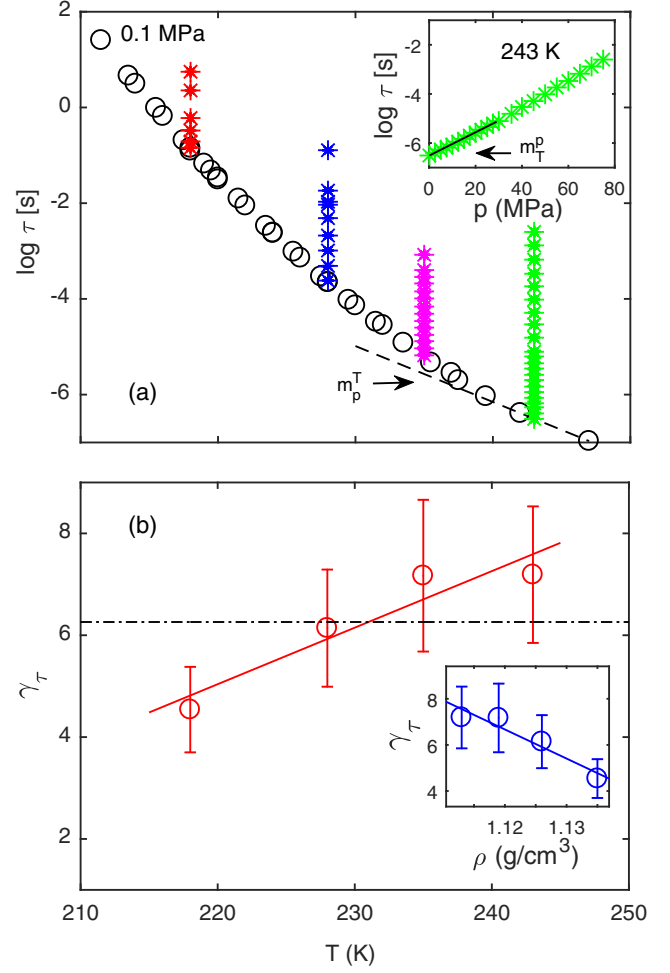 2
0
-2
-4
-6
log τ [s]
(a)
0.1 MPa
m_p^T
-2
-4
-6
log τ [s]
243 K
m_T^p
0 20 40 60 80
p (MPa)
8
6
4
2
γ_τ
(b)
8
6
4
γ_τ
1.12 1.13
ρ (g/cm^3)
210 220 230 240 250
T (K)